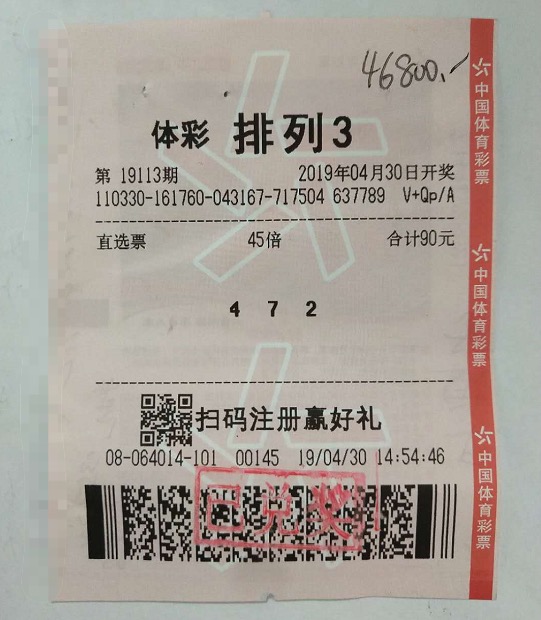 46800.-
体彩 排列3
第 19113期 2019年04月30日开奖
110330-161760-043167-717504 637789 V+Qp/A
直选票 45倍 合计90元
4 7 2
扫码注册赢好礼
08-064014-101 00145 19/04/30 14:54:46
已兑奖
中国体育彩票
中国体育彩票
中国体育彩票